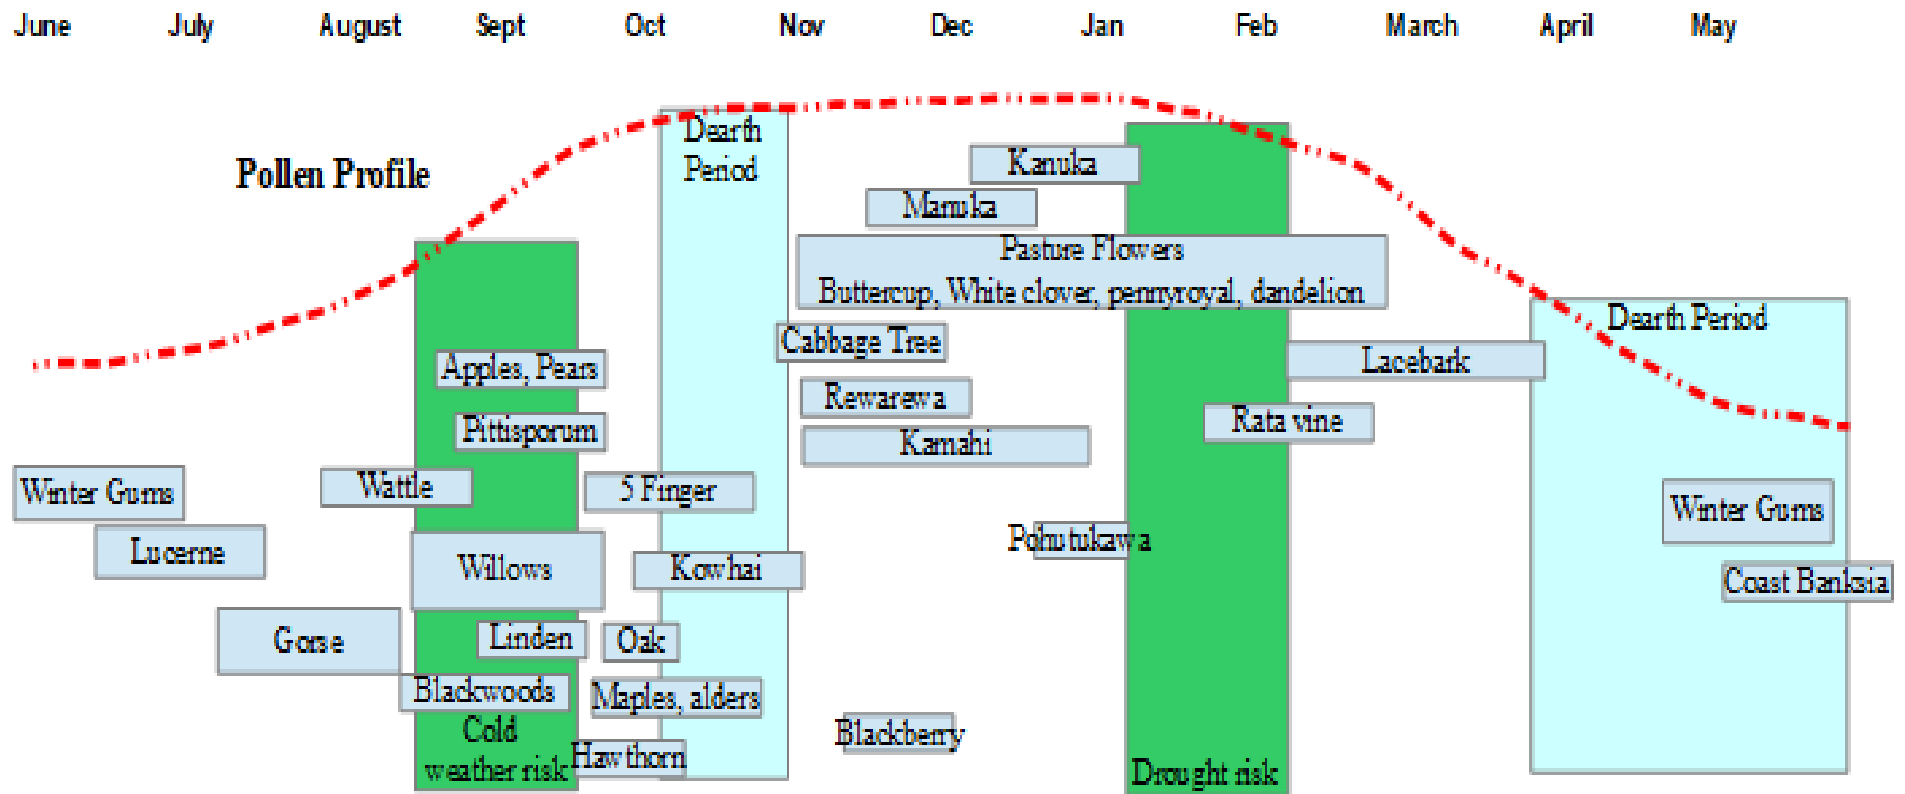 June July August Sept Oct Nov Dec Jan Feb March April May
Pollen Profile
Dearth
Period
Kanuka
Manuka
Pasture Flowers
Buttercup, White clover, pennyroyal, dandelion
Dearth Period
Cabbage Tree
Lacebark
Apples, Pears
Rewarewa
Rata vine
Pittisporum
Kamahi
Winter Gums
Wattle
5 Finger
Winter Gums
Lucerne
Willows
Kowhai
Pohutukawa
Coast Banksia
Gorse
Linden
Oak
Blackwoods
Maples, alders
Cold
weather risk
Hawthorn
Blackberry
Drought risk